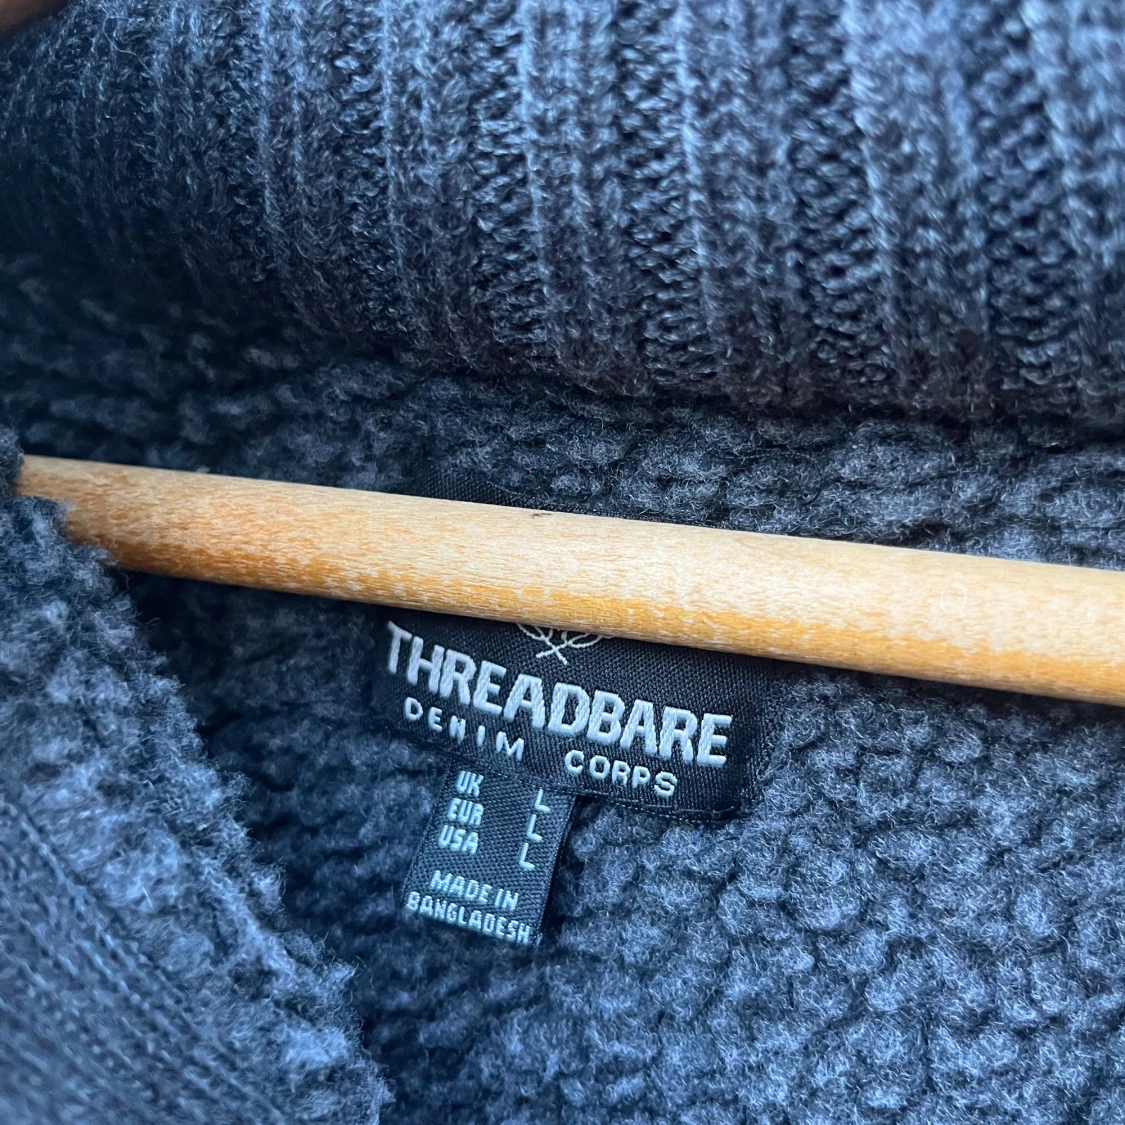 THREADBARE
DENIM CORPS
UK L
EUR L
USA L
MADE IN
BANGLADESH